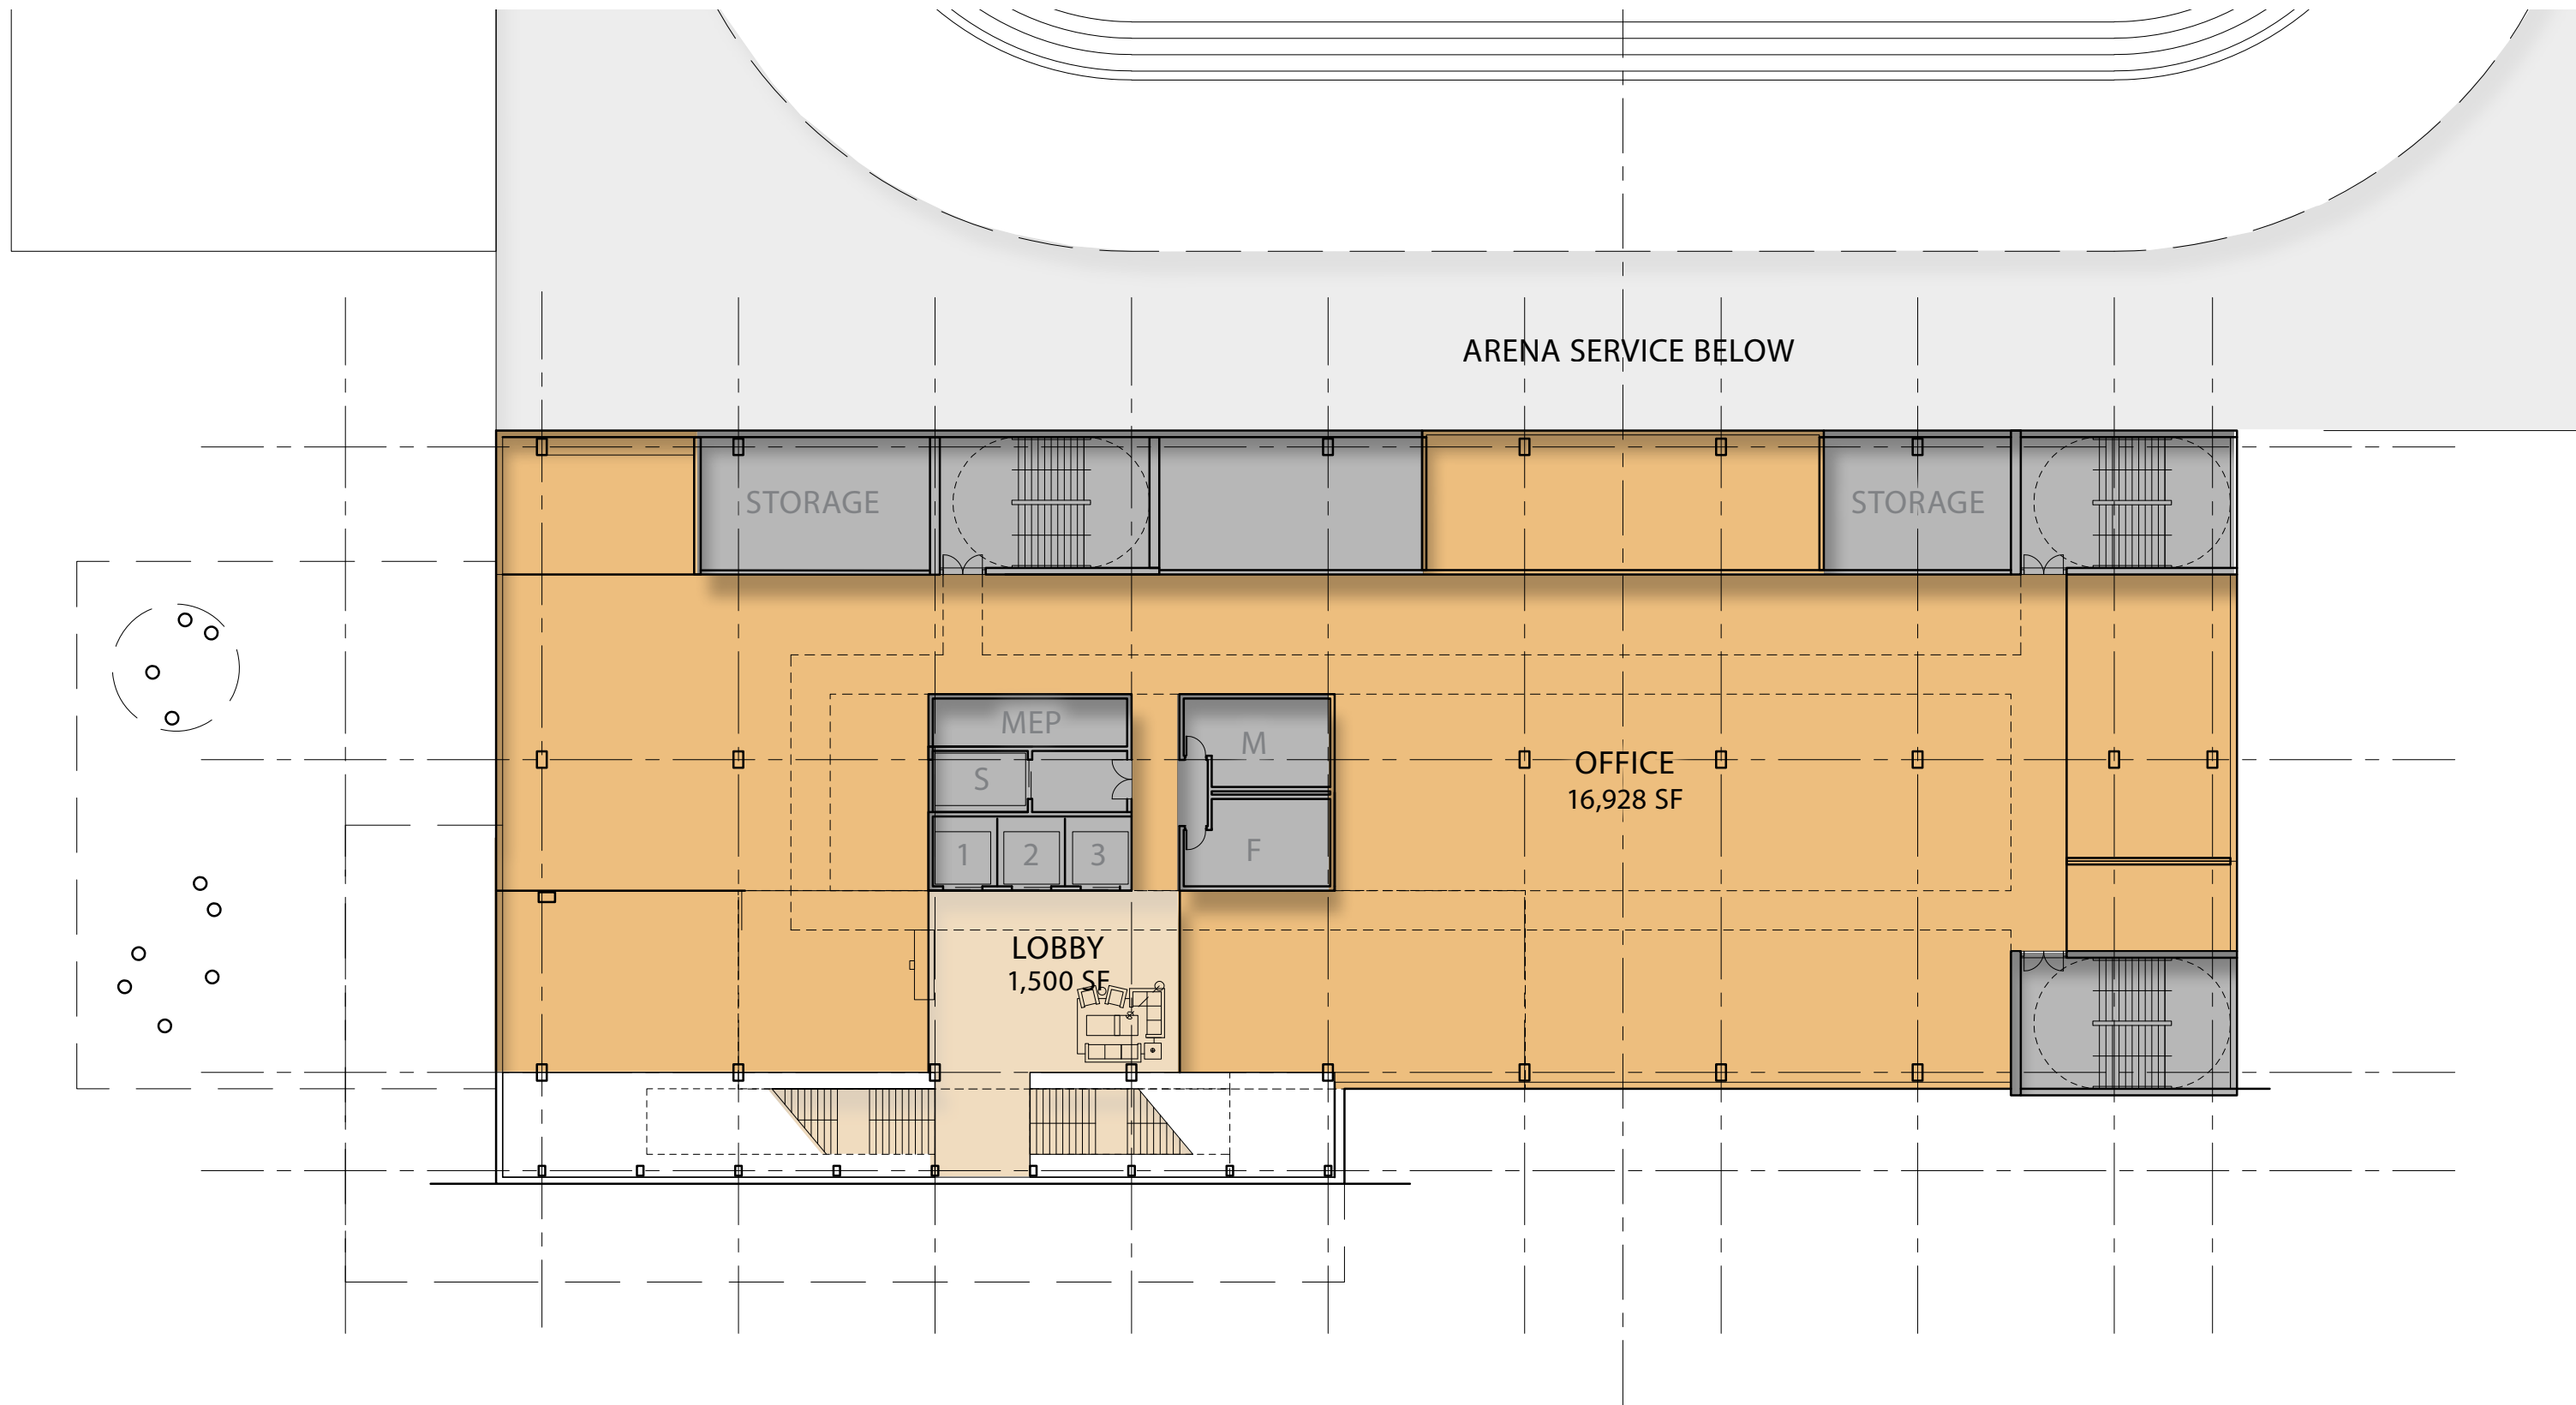 ARENA SERVICE BELOW
STORAGE
STORAGE
MEP
M
S
OFFICE
16,928 SF
1 2 3
F
LOBBY
1,500 SF